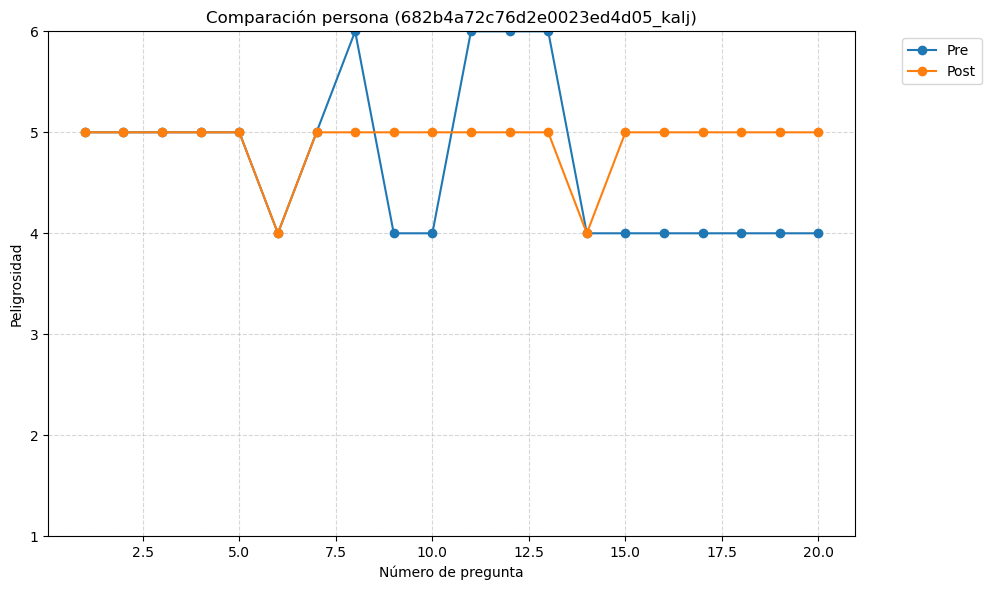 Comparación persona (682b4a72c76d2e0023ed4d05_kalj)
Pre
Post
Peligrosidad
6
5
4
3
2
1
2.5 5.0 7.5 10.0 12.5 15.0 17.5 20.0
Número de pregunta